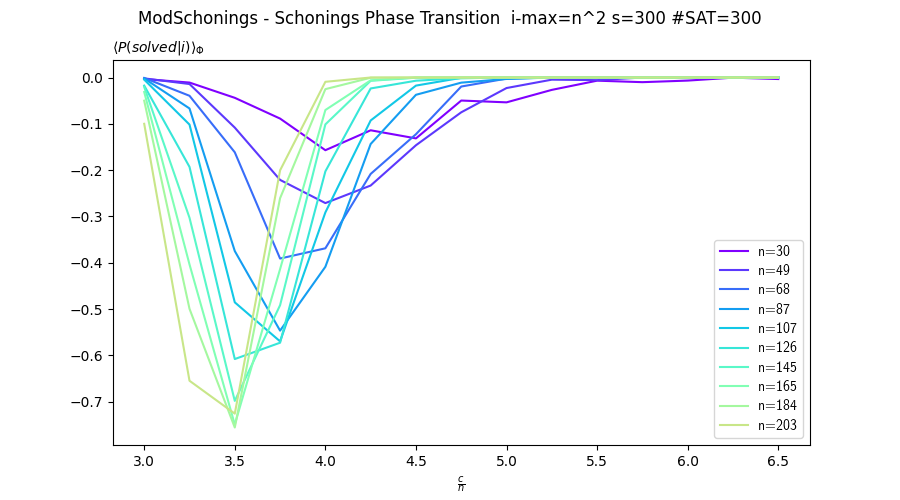 ModSchonings - Schonings Phase Transition  i-max=n^2 s=300 #SAT=300
⟨P(solved|i)⟩Φ
0.0
−0.1
−0.2
−0.3
−0.4
−0.5
−0.6
−0.7
3.0 3.5 4.0 4.5 5.0 5.5 6.0 6.5
c/n
n=30
n=49
n=68
n=87
n=107
n=126
n=145
n=165
n=184
n=203